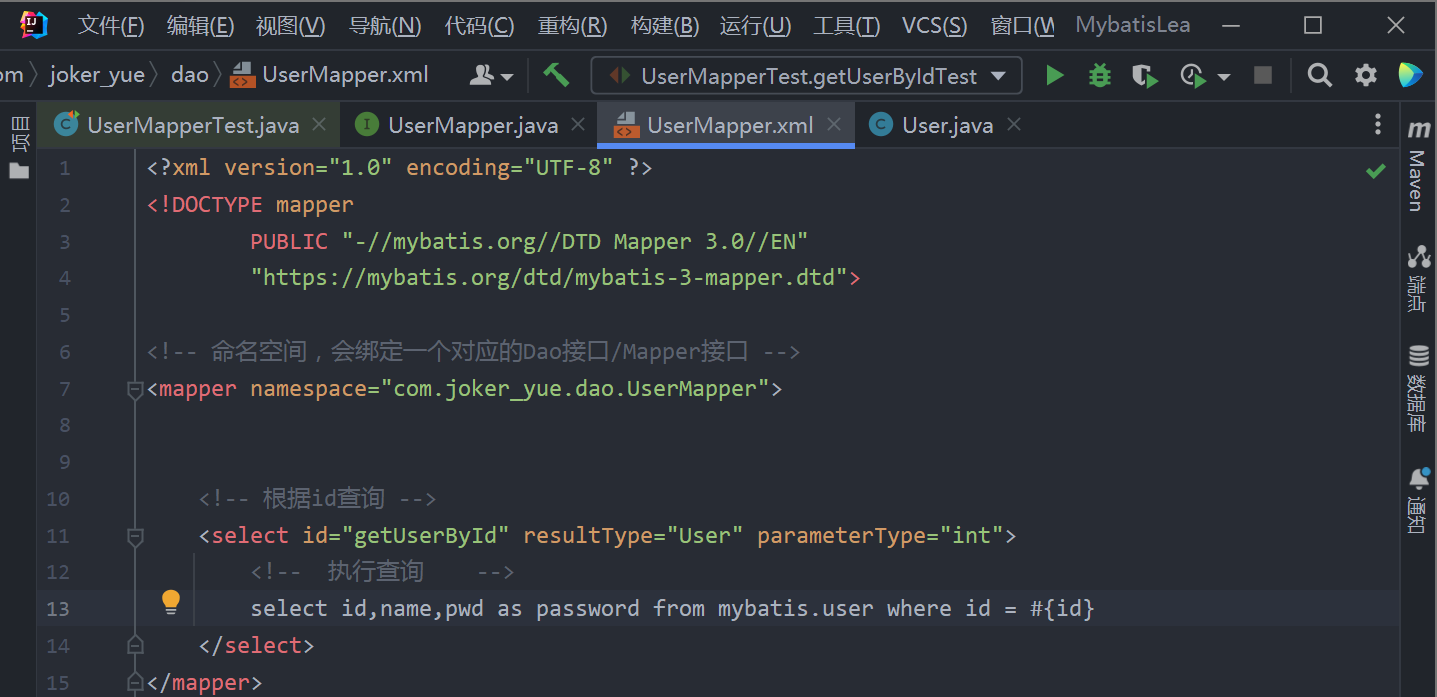 文件(F) 编辑(E) 视图(V) 导航(N) 代码(C) 重构(R) 构建(B) 运行(U) 工具(T) VCS(S) 窗口(W MybatisLea
om joker_yue dao UserMapper.xml UserMapperTest.getUserByIdTest
项目 UserMapperTest.java UserMapper.java UserMapper.xml User.java
1 <?xml version="1.0" encoding="UTF-8" ?>
2 <!DOCTYPE mapper
3 PUBLIC "-//mybatis.org//DTD Mapper 3.0//EN"
4 "https://mybatis.org/dtd/mybatis-3-mapper.dtd">
5
6 <!-- 命名空间，会绑定一个对应的Dao接口/Mapper接口 -->
7 <mapper namespace="com.joker_yue.dao.UserMapper">
8
9
10 <!-- 根据id查询 -->
11 <select id="getUserById" resultType="User" parameterType="int">
12 <!--  执行查询    -->
13 select id,name,pwd as password from mybatis.user where id = #{id}
14 </select>
15 </mapper>
m Maven
端点
数据库
通知